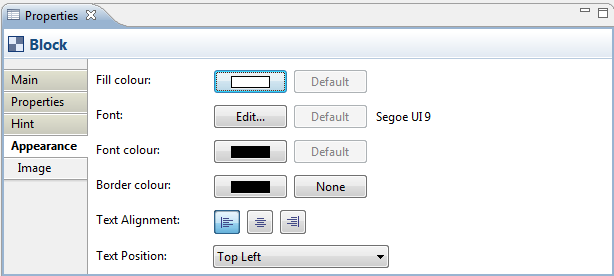 Properties
Block
Main
Properties
Hint
Appearance
Image
Fill colour: Default
Font: Edit... Default Segoe UI 9
Font colour: Default
Border colour: None
Text Alignment:
Text Position: Top Left